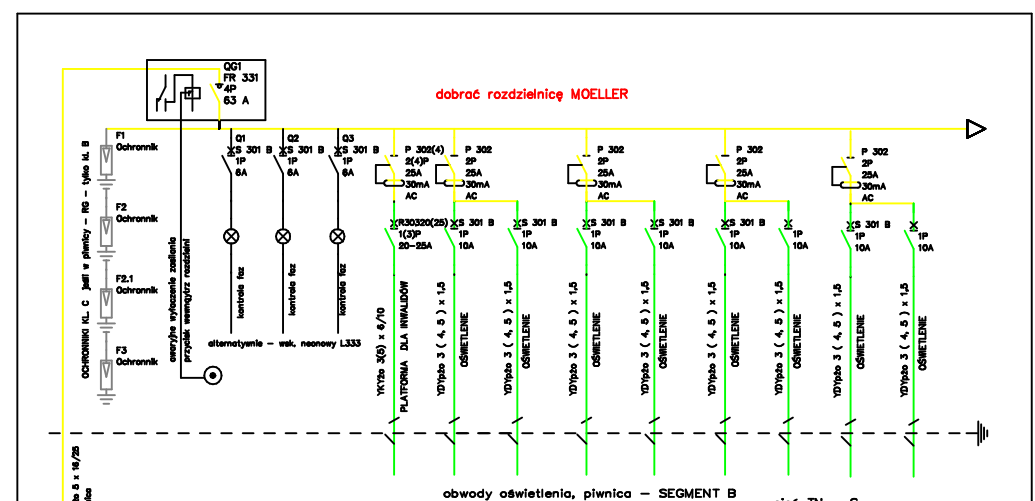 QG1
FR 331
4P
63 A
dobrać rozdzielnicę MOELLER
F1
Ochronnik
F2
Ochronnik
F2.1
Ochronnik
F3
Ochronnik
OCHRONNIKI KL. C jeśli w piwnicy - RG - tylko kl. B
awaryjne wyłączenie zasilania
przycisk wewnątrz rozdzielni
Q1
S 301 B
1P
6A
kontrola faz
Q2
S 301 B
1P
6A
kontrola faz
Q3
S 301 B
1P
6A
kontrola faz
alternatywnie - wsk. neonowy L333
P 302(4)
2(4)P
25A
30mA
AC
R30320(25)
1(3)P
20-25A
YKYżo 3(5) x 6/10
PLATFORMA DLA INWALIDÓW
P 302
2P
25A
30mA
AC
S 301 B
1P
10A
YDYpżo 3 ( 4, 5 ) x 1,5
OŚWIETLENIE
S 301 B
1P
10A
YDYpżo 3 ( 4, 5 ) x 1,5
OŚWIETLENIE
P 302
2P
25A
30mA
AC
S 301 B
1P
10A
YDYpżo 3 ( 4, 5 ) x 1,5
OŚWIETLENIE
S 301 B
1P
10A
YDYpżo 3 ( 4, 5 ) x 1,5
OŚWIETLENIE
P 302
2P
25A
30mA
AC
S 301 B
1P
10A
YDYpżo 3 ( 4, 5 ) x 1,5
OŚWIETLENIE
1P
10A
YDYpżo 3 ( 4, 5 ) x 1,5
OŚWIETLENIE
P 302
2P
25A
30mA
AC
S 301 B
1P
10A
YDYpżo 3 ( 4, 5 ) x 1,5
OŚWIETLENIE
1P
10A
YDYpżo 3 ( 4, 5 ) x 1,5
OŚWIETLENIE
5 x 16/25
obwody oświetlenia, piwnica - SEGMENT B